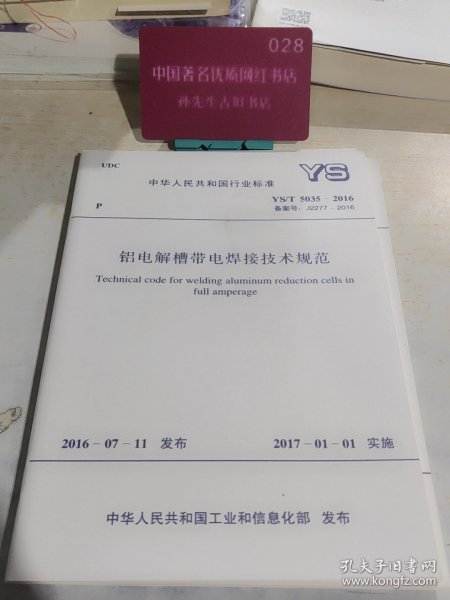 028
中国著名优质网红书店
孙先生古旧书店
UDC
YS
中华人民共和国行业标准
YS/T 5035－2016
P
备案号：J2277－2016
铝电解槽带电焊接技术规范
Technical code for welding aluminum reduction cells in
full amperage
2016－07－11 发布
2017－01－01 实施
中华人民共和国工业和信息化部 发布
孔夫子旧书网
www.kongfz.com